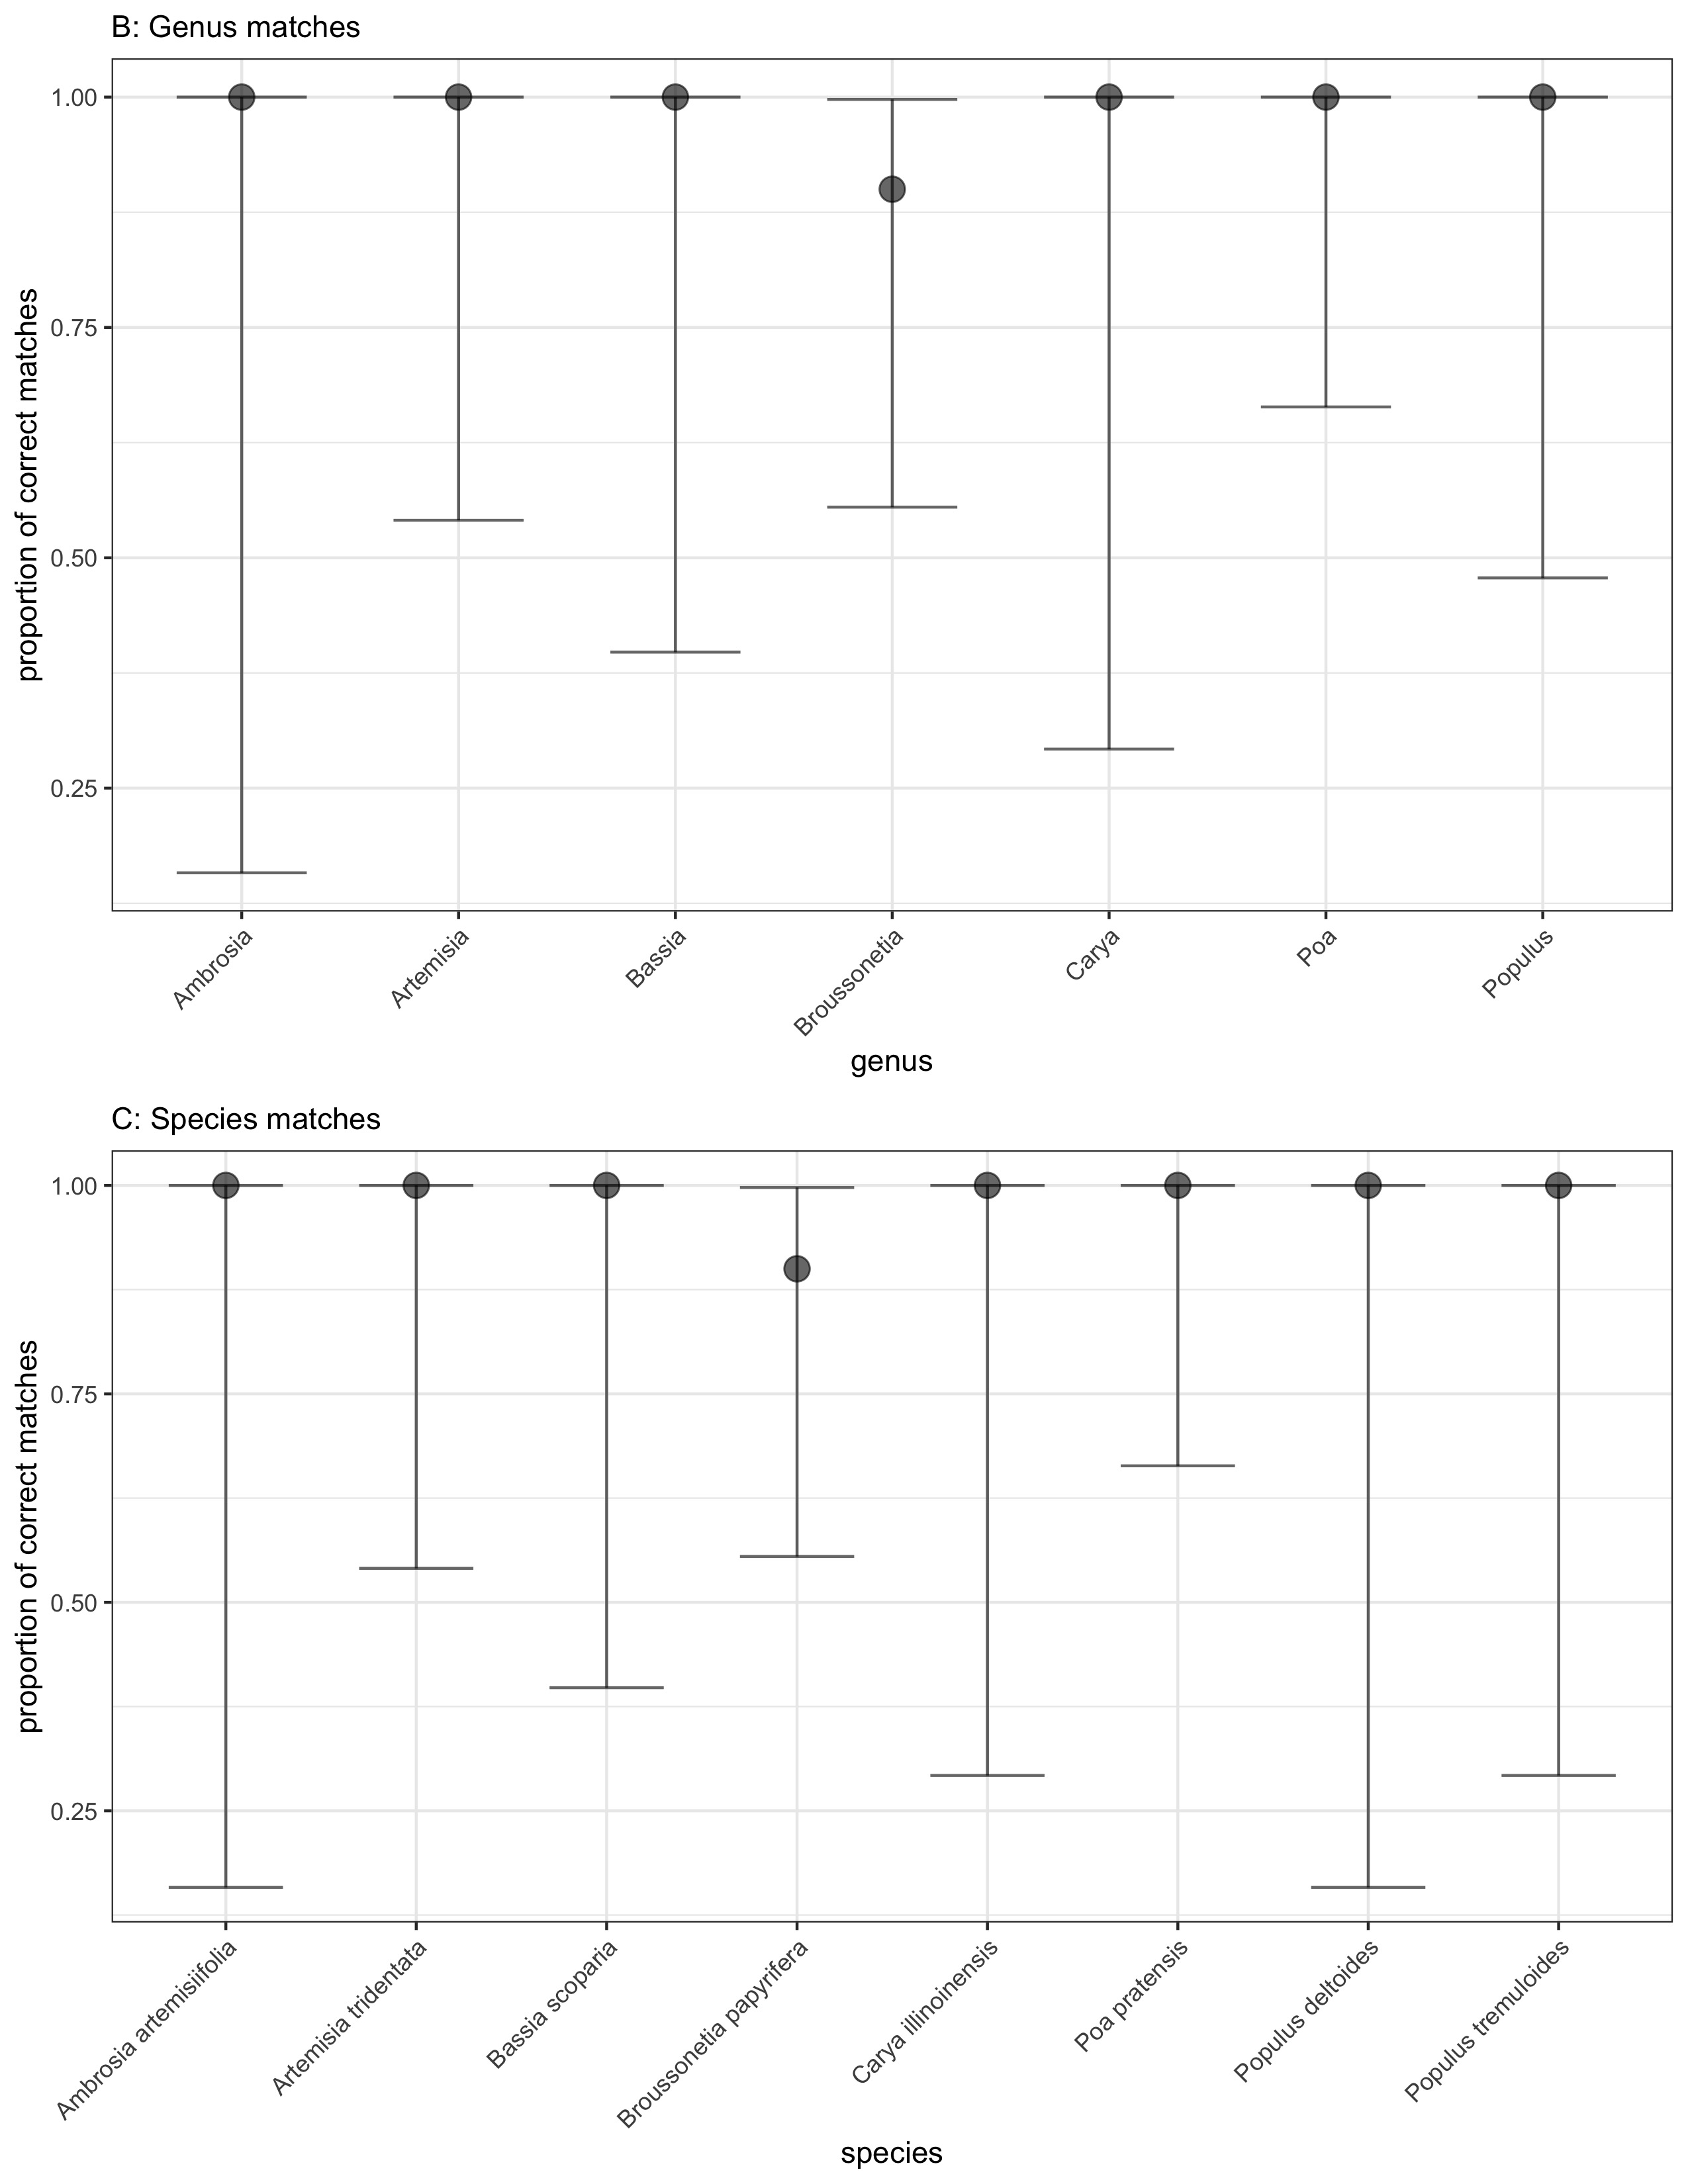 B: Genus matches
proportion of correct matches
1.00
0.75
0.50
0.25
Ambrosia
Artemisia
Bassia
Broussonetia
Carya
Poa
Populus
genus
C: Species matches
proportion of correct matches
1.00
0.75
0.50
0.25
Ambrosia artemisiifolia
Artemisia tridentata
Bassia scoparia
Broussonetia papyrifera
Carya illinoinensis
Poa pratensis
Populus deltoides
Populus tremuloides
species